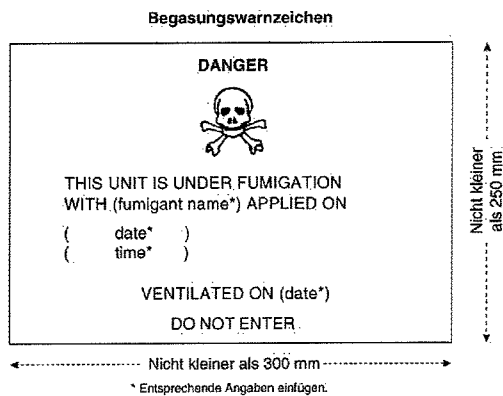 Begasungswarnzeichen
DANGER
THIS UNIT IS UNDER FUMIGATION
WITH (fumigant name*) APPLIED ON
( date* )
( time* )
VENTILATED ON (date*)
DO NOT ENTER
Nicht kleiner
als 250 mm
Nicht kleiner als 300 mm
* Entsprechende Angaben einfügen.